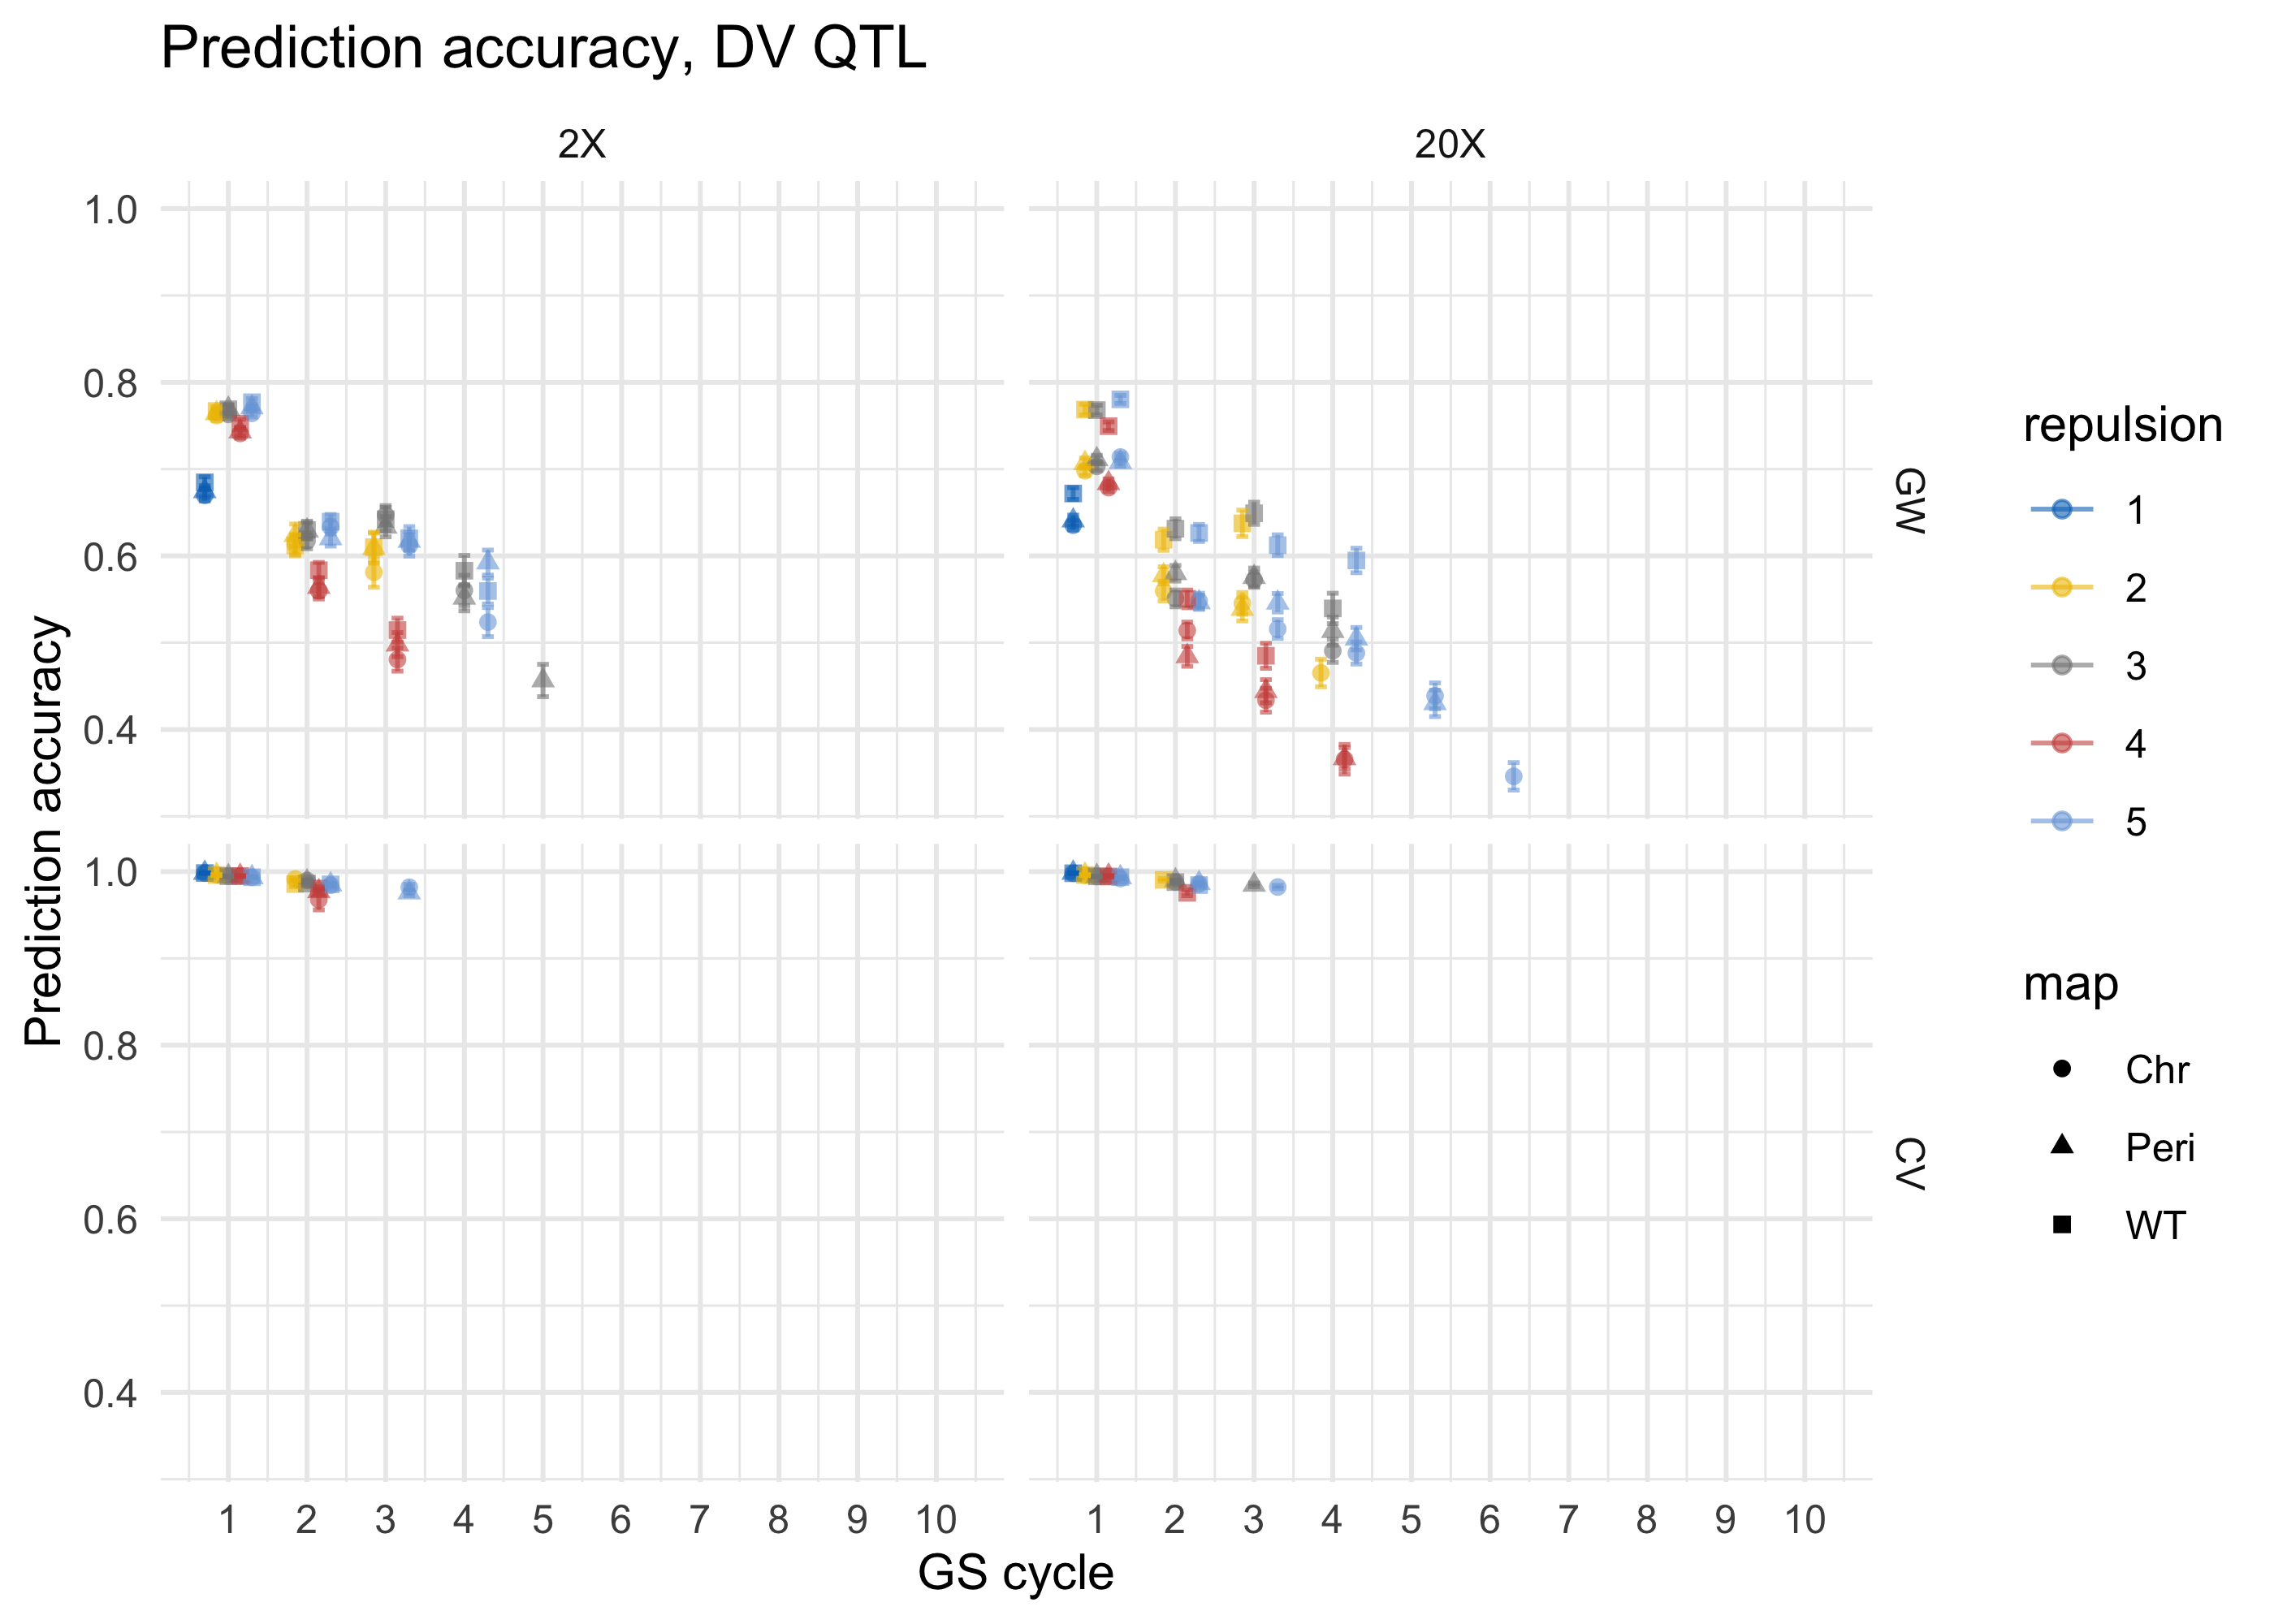 Prediction accuracy, DV QTL
2X
20X
1.0
0.8
0.6
0.4
GW
1.0
0.8
0.6
0.4
CV
Prediction accuracy
1 2 3 4 5 6 7 8 9 10
1 2 3 4 5 6 7 8 9 10
GS cycle
repulsion
1
2
3
4
5
map
Chr
Peri
WT